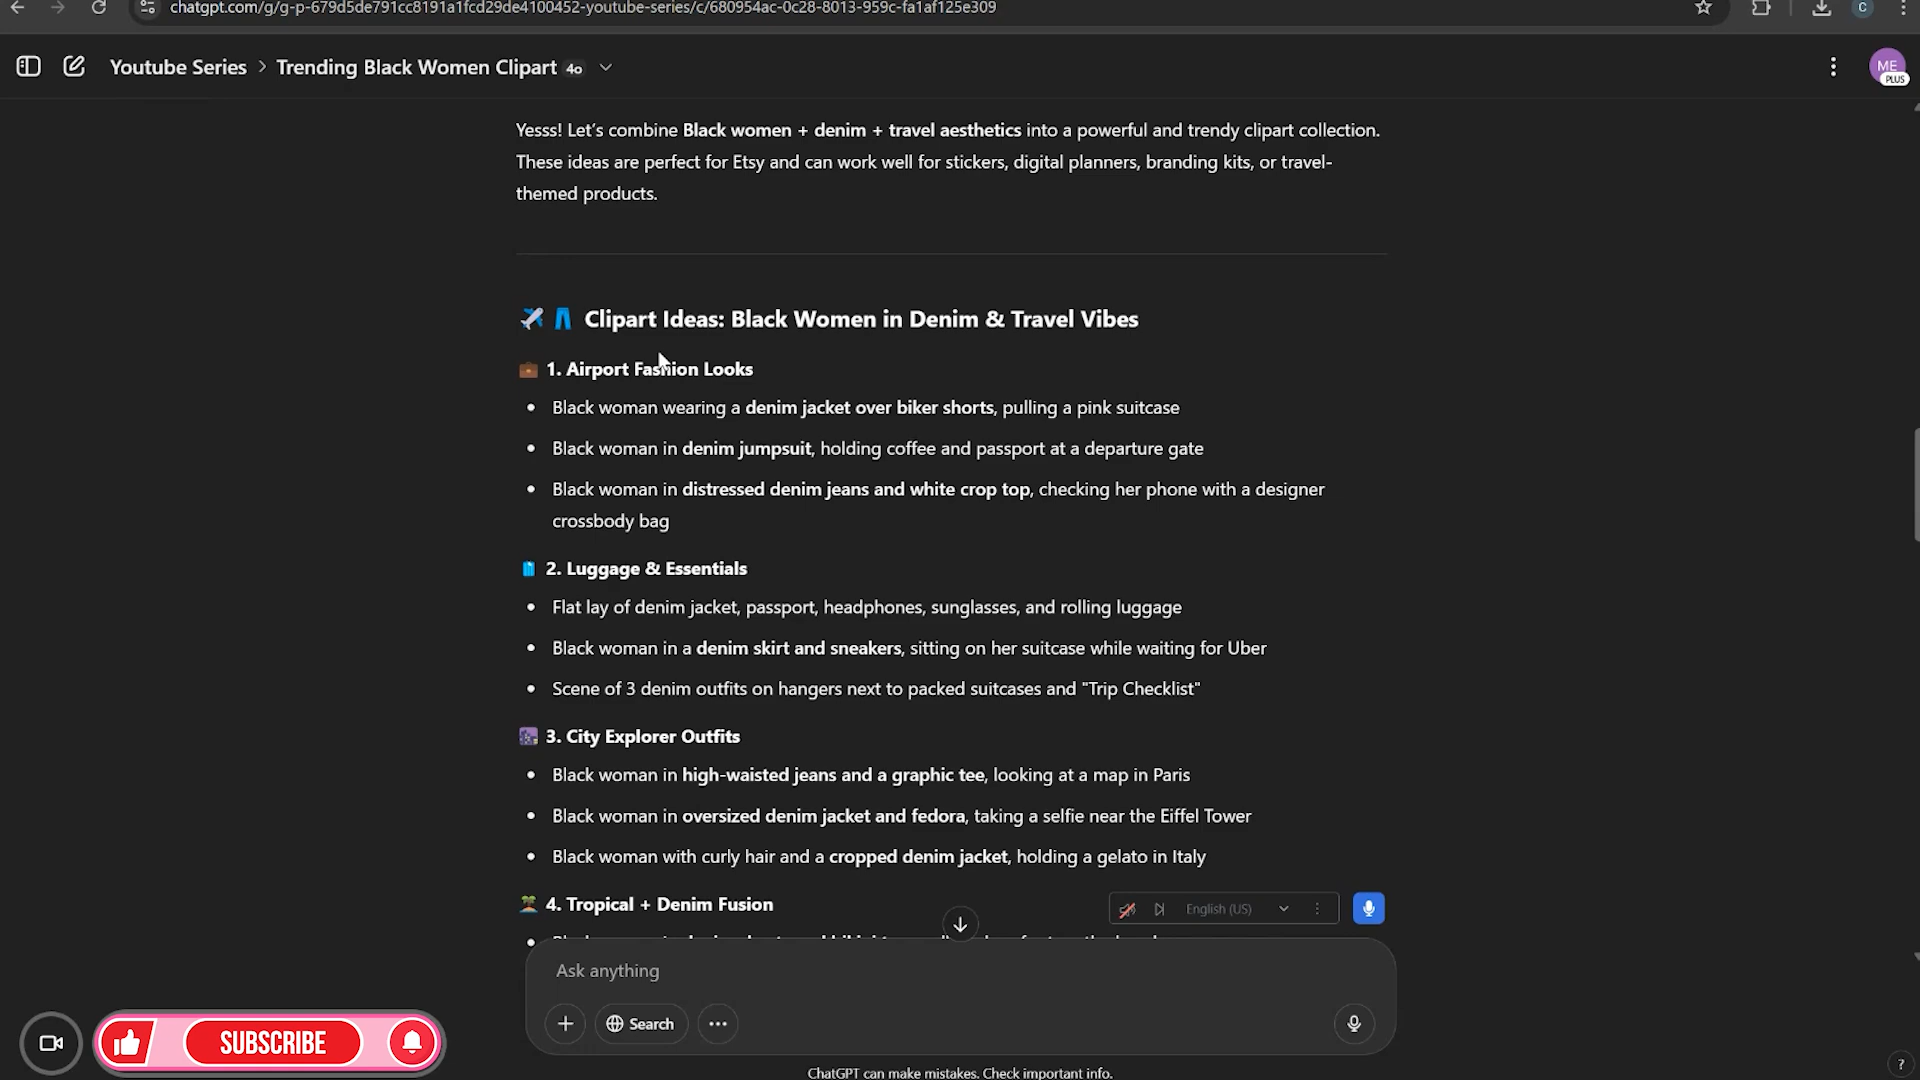 chatgpt.com/g/g-p-679d5de791cc8191a1fcd29de4100452-youtube-series/c/680954ac-0c28-8013-959c-fa1af125e309
C
Youtube Series > Trending Black Women Clipart 4o
ME
PLUS
Yesss! Let's combine Black women + denim + travel aesthetics into a powerful and trendy clipart collection.
These ideas are perfect for Etsy and can work well for stickers, digital planners, branding kits, or travel-
themed products.
Clipart Ideas: Black Women in Denim & Travel Vibes
1. Airport Fashion Looks
• Black woman wearing a denim jacket over biker shorts, pulling a pink suitcase
• Black woman in denim jumpsuit, holding coffee and passport at a departure gate
• Black woman in distressed denim jeans and white crop top, checking her phone with a designer
crossbody bag
2. Luggage & Essentials
• Flat lay of denim jacket, passport, headphones, sunglasses, and rolling luggage
• Black woman in a denim skirt and sneakers, sitting on her suitcase while waiting for Uber
• Scene of 3 denim outfits on hangers next to packed suitcases and "Trip Checklist"
3. City Explorer Outfits
• Black woman in high-waisted jeans and a graphic tee, looking at a map in Paris
• Black woman in oversized denim jacket and fedora, taking a selfie near the Eiffel Tower
• Black woman with curly hair and a cropped denim jacket, holding a gelato in Italy
4. Tropical + Denim Fusion
English (US)
Ask anything
Search
SUBSCRIBE
ChatGPT can make mistakes. Check important info.
?